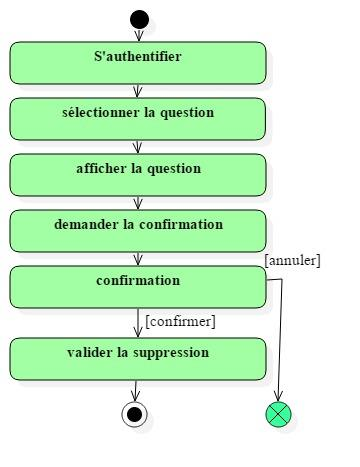 S'authentifier
sélectionner la question
afficher la question
demander la confirmation
[annuler]
confirmation
[confirmer]
valider la suppression